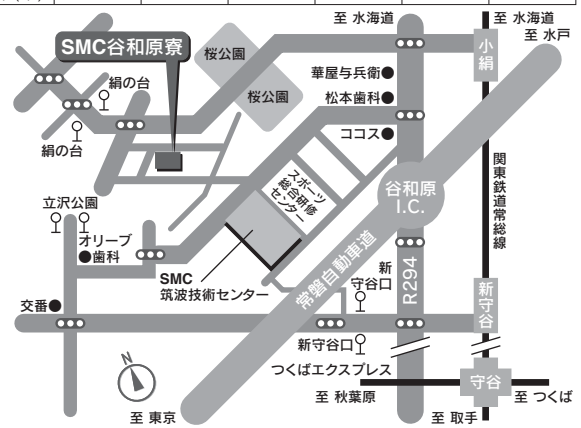 至 水海道
至 水海道
至 水戸
SMC谷和原寮
桜公園
桜公園
小絹
華屋与兵衛
松本歯科
ココス
絹の台
絹の台
スポーツ
総合研修
センター
谷和原
I.C.
関東鉄道常総線
立沢公園
オリーブ
歯科
SMC
筑波技術センター
常磐自動車道
新
守谷口
R294
新守谷
交番
新守谷口
つくばエクスプレス
N
守谷
至 秋葉原
至 つくば
至 東京
至 取手